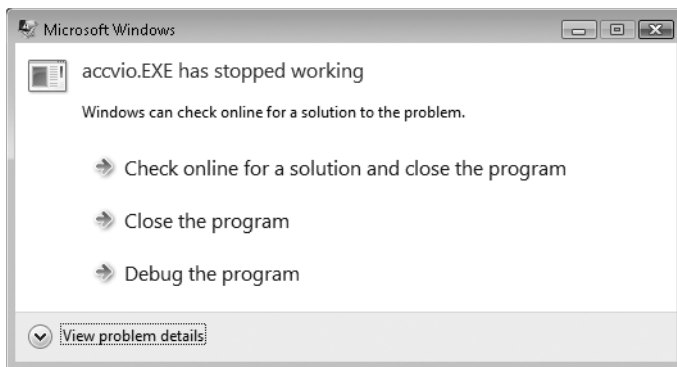 Microsoft Windows
accvio.EXE has stopped working
Windows can check online for a solution to the problem.
Check online for a solution and close the program
Close the program
Debug the program
View problem details